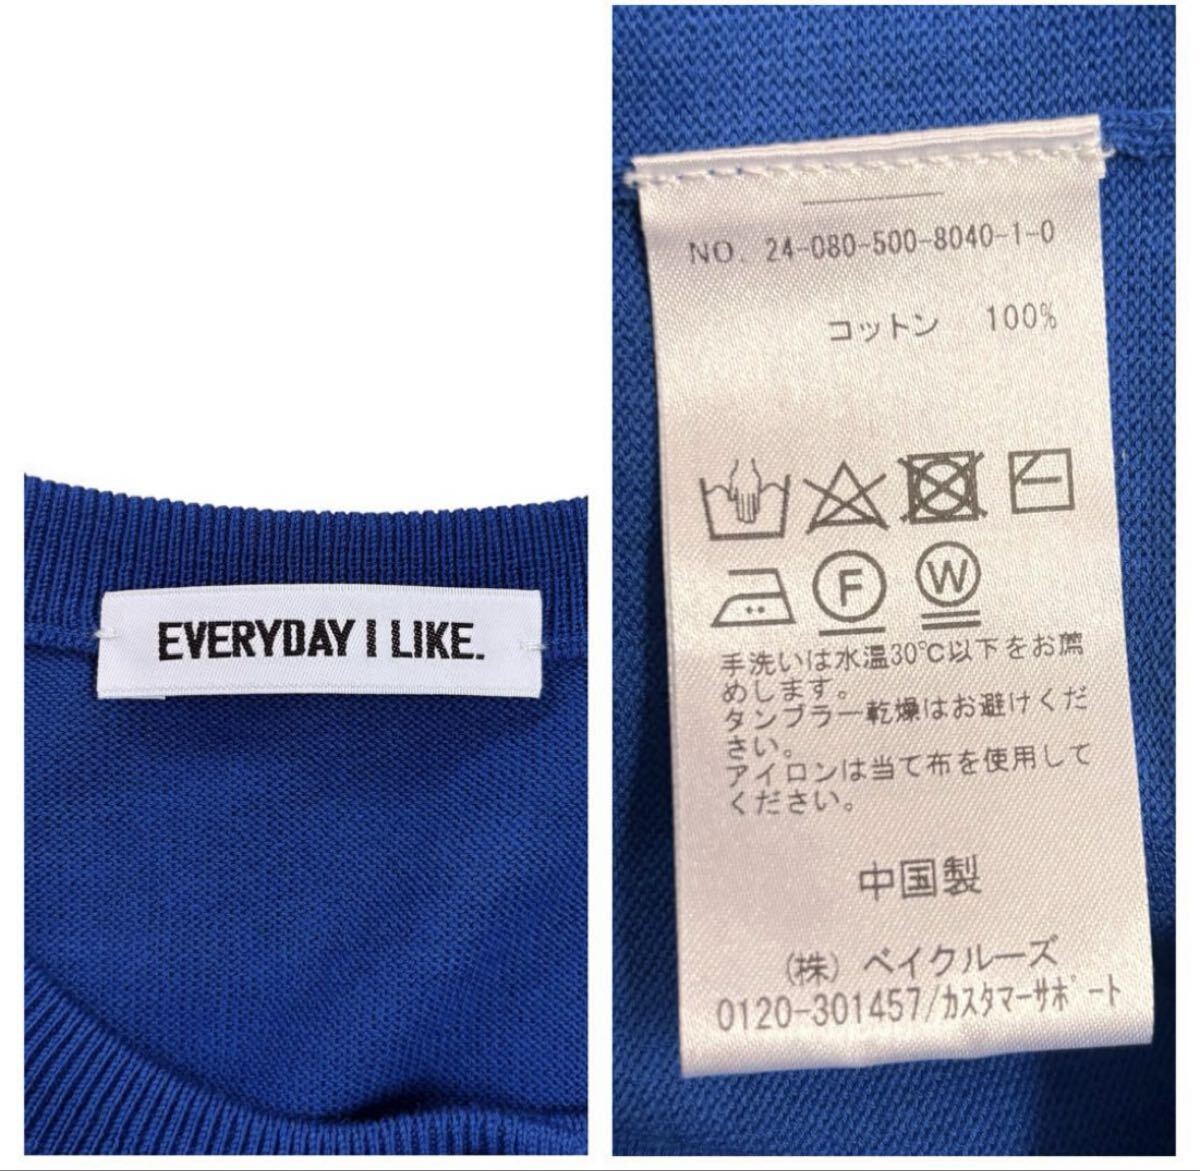 EVERYDAY I LIKE.
NO. 24-080-500-8040-1-0
コットン 100%
F
W
手洗いは水温30℃以下をお薦
めします。
タンブラー乾燥はお避けくだ
さい。
アイロンは当て布を使用して
ください。
中国製
(株) ベイクルーズ
0120-301457/カスタマーサポート